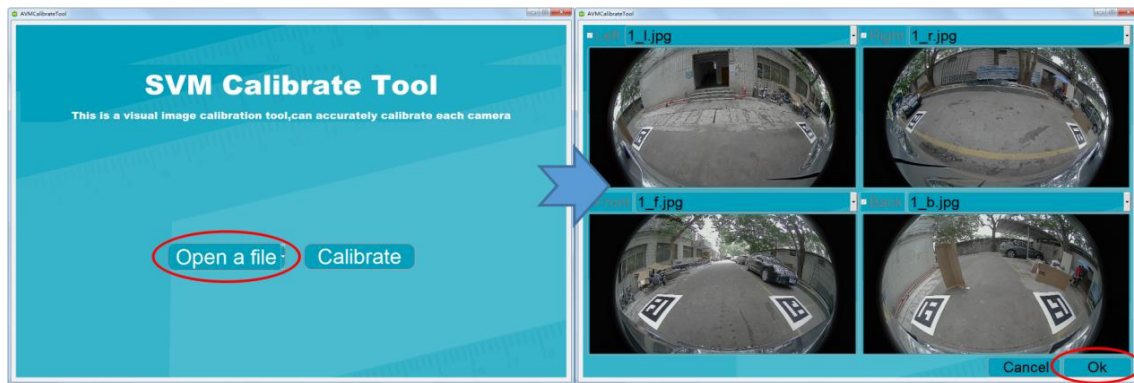 AVMCalibrateTool
SVM Calibrate Tool
This is a visual image calibration tool,can accurately calibrate each camera
Open a file
Calibrate
AVMCalibrateTool
Left 1_l.jpg
Right 1_r.jpg
Front 1_f.jpg
Back 1_b.jpg
Cancel
Ok